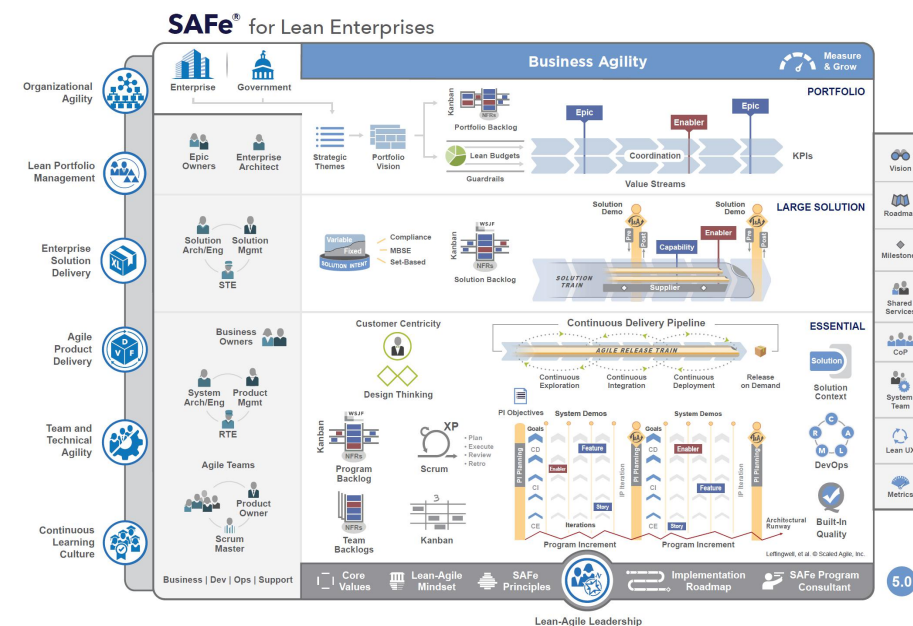 SAFe® for Lean Enterprises
Organizational
Agility
Lean Portfolio
Management
Enterprise
Solution
Delivery
Agile
Product
Delivery
Team and
Technical
Agility
Continuous
Learning
Culture
Enterprise
Government
Business Agility
Measure
& Grow
PORTFOLIO
Epic
Owners
Enterprise
Architect
Strategic
Themes
Portfolio
Vision
Kanban
NFRs
Portfolio Backlog
Lean Budgets
Guardrails
Epic
Enabler
Epic
Coordination
KPIs
Value Streams
LARGE SOLUTION
Solution
Arch/Eng
Solution
Mgmt
STE
Variable
Fixed
SOLUTION INTENT
Compliance
MBSE
Set-Based
Kanban
WSJF
NFRs
Solution Backlog
Solution
Demo
Solution
Demo
I&A
I&A
Pre
Post
Pre
Post
Capability
Enabler
SOLUTION
TRAIN
Supplier
ESSENTIAL
Business
Owners
System
Arch/Eng
Product
Mgmt
RTE
Agile Teams
Product
Owner
Scrum
Master
Business | Dev | Ops | Support
Customer Centricity
Design Thinking
Kanban
WSJF
NFRs
Program
Backlog
XP
• Plan
• Execute
• Review
• Retro
Scrum
NFRs
Team
Backlogs
3
Kanban
Continuous Delivery Pipeline
AGILE RELEASE TRAIN
Continuous
Exploration
Continuous
Integration
Continuous
Deployment
Release
on Demand
PI Objectives
System Demos
System Demos
Goals
CD
CI
CE
PI Planning
Enabler
Feature
Story
Iterations
IP Iteration
I&A
PI Planning
Goals
CD
CI
CE
Enabler
Feature
Story
IP Iteration
I&A
PI Planning
Program Increment
Program Increment
Architectural
Runway
Solution
Solution
Context
C
A
L
M
R
DevOps
Built-In
Quality
Leffingwell, et al. © Scaled Agile, Inc.
Vision
Roadma
Mileston
Shared
Services
CoP
System
Team
Lean UX
Metrics
Core
Values
Lean-Agile
Mindset
SAFe
Principles
Implementation
Roadmap
SAFe Program
Consultant
Lean-Agile Leadership
5.0
V
D
F
XL